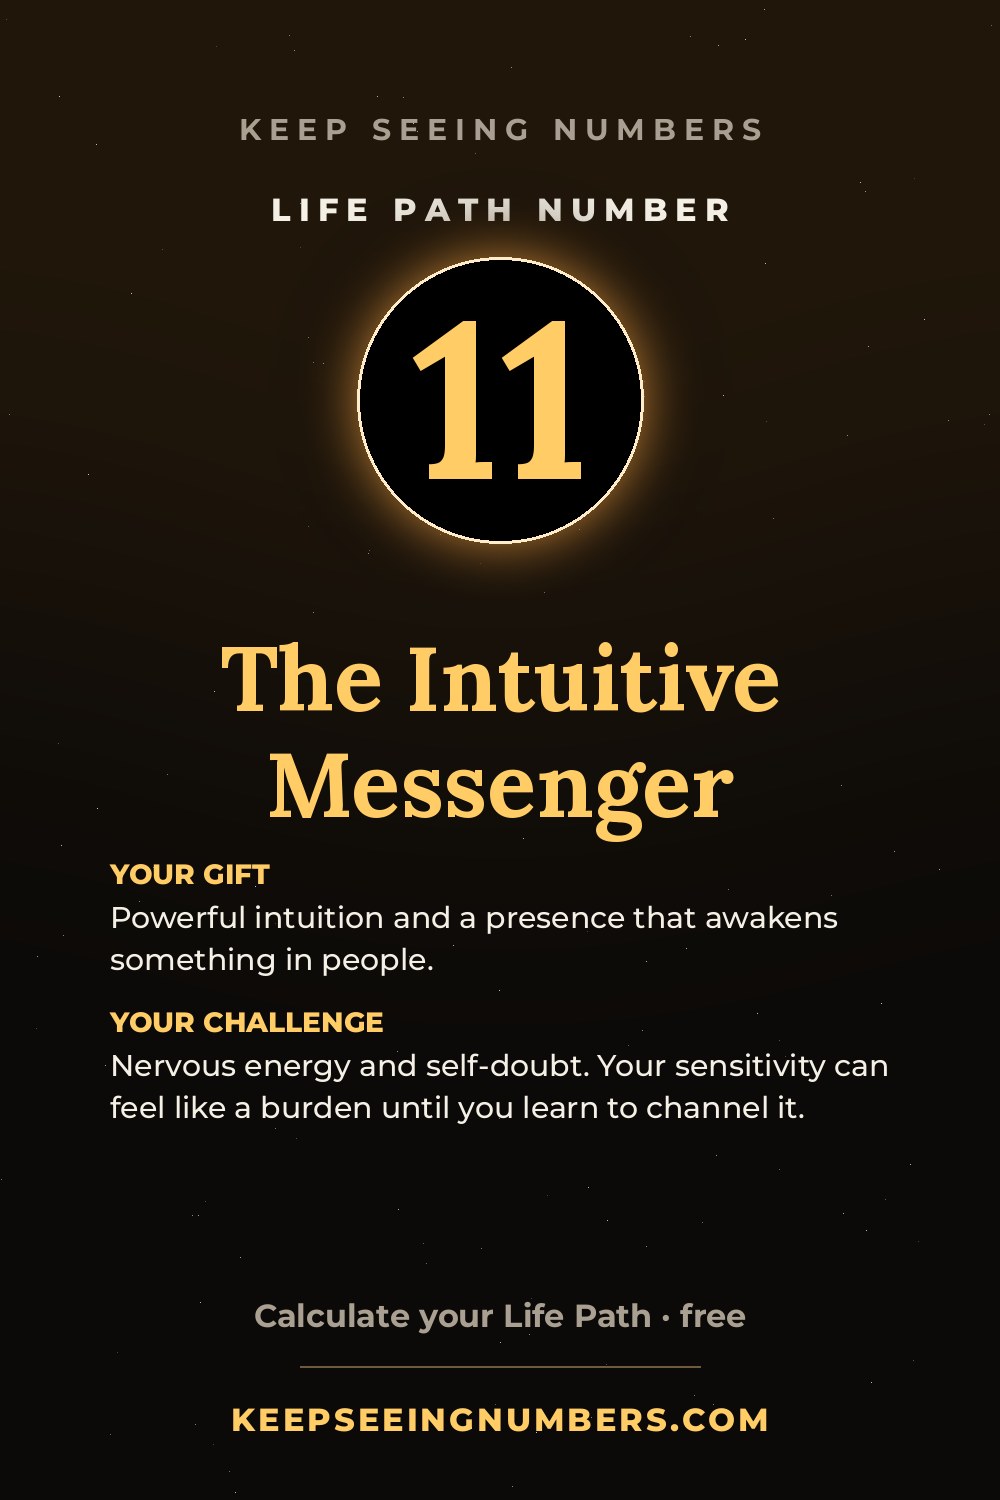 KEEP SEEING NUMBERS
LIFE PATH NUMBER
11
The Intuitive
Messenger
YOUR GIFT
Powerful intuition and a presence that awakens
something in people.
YOUR CHALLENGE
Nervous energy and self-doubt. Your sensitivity can
feel like a burden until you learn to channel it.
Calculate your Life Path · free
KEEPSEEINGNUMBERS.COM